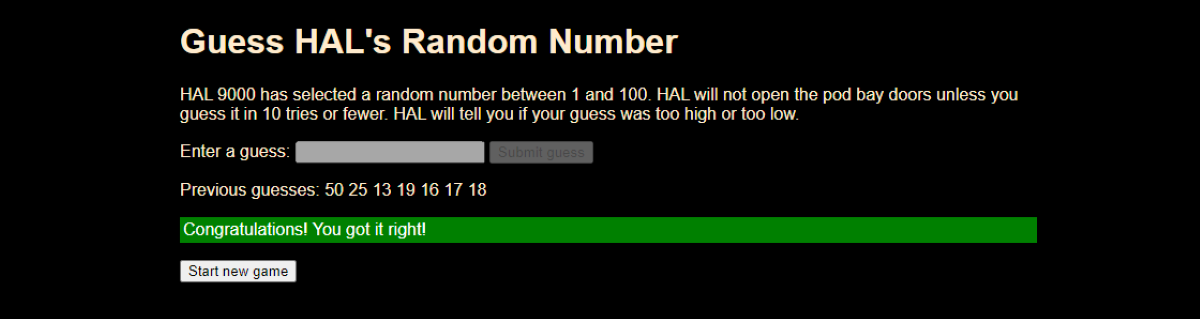 Guess HAL's Random Number
HAL 9000 has selected a random number between 1 and 100. HAL will not open the pod bay doors unless you
guess it in 10 tries or fewer. HAL will tell you if your guess was too high or too low.
Enter a guess: Submit guess
Previous guesses: 50 25 13 19 16 17 18
Congratulations! You got it right!
Start new game